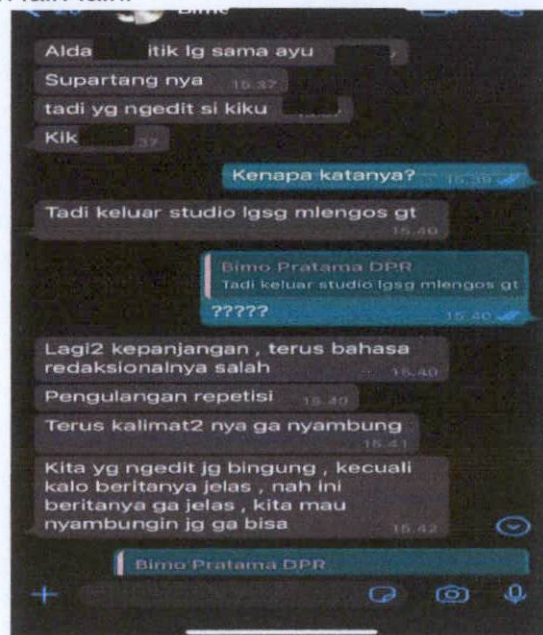 Bimo
Alda itik lg sama ayu
Supartang nya 15.37
tadi yg ngedit si kiku
Kik 37
Kenapa katanya? 15.39
Tadi keluar studio lgsg mlengos gt
15.40
Bimo Pratama DPR
Tadi keluar studio lgsg mlengos gt
????? 15.40
Lagi2 kepanjangan , terus bahasa
redaksionalnya salah 15.40
Pengulangan repetisi 15.40
Terus kalimat2 nya ga nyambung
15.41
Kita yg ngedit jg bingung , kecuali
kalo beritanya jelas , nah ini
beritanya ga jelas , kita mau
nyambungin jg ga bisa 15.42
Bimo Pratama DPR